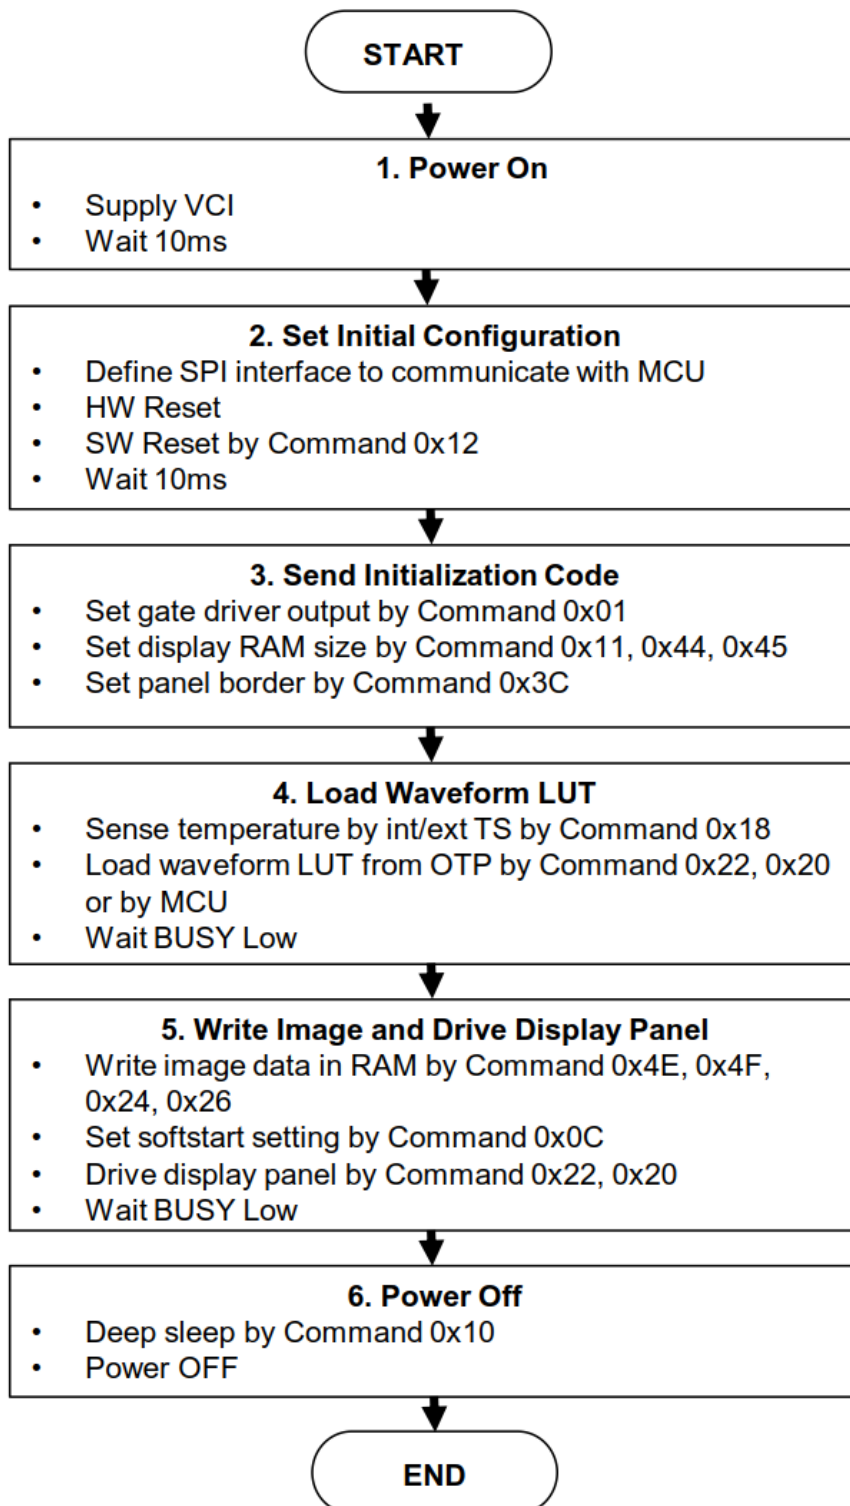 START
1. Power On
• Supply VCI
• Wait 10ms
2. Set Initial Configuration
• Define SPI interface to communicate with MCU
• HW Reset
• SW Reset by Command 0x12
• Wait 10ms
3. Send Initialization Code
• Set gate driver output by Command 0x01
• Set display RAM size by Command 0x11, 0x44, 0x45
• Set panel border by Command 0x3C
4. Load Waveform LUT
• Sense temperature by int/ext TS by Command 0x18
• Load waveform LUT from OTP by Command 0x22, 0x20
or by MCU
• Wait BUSY Low
5. Write Image and Drive Display Panel
• Write image data in RAM by Command 0x4E, 0x4F,
0x24, 0x26
• Set softstart setting by Command 0x0C
• Drive display panel by Command 0x22, 0x20
• Wait BUSY Low
6. Power Off
• Deep sleep by Command 0x10
• Power OFF
END